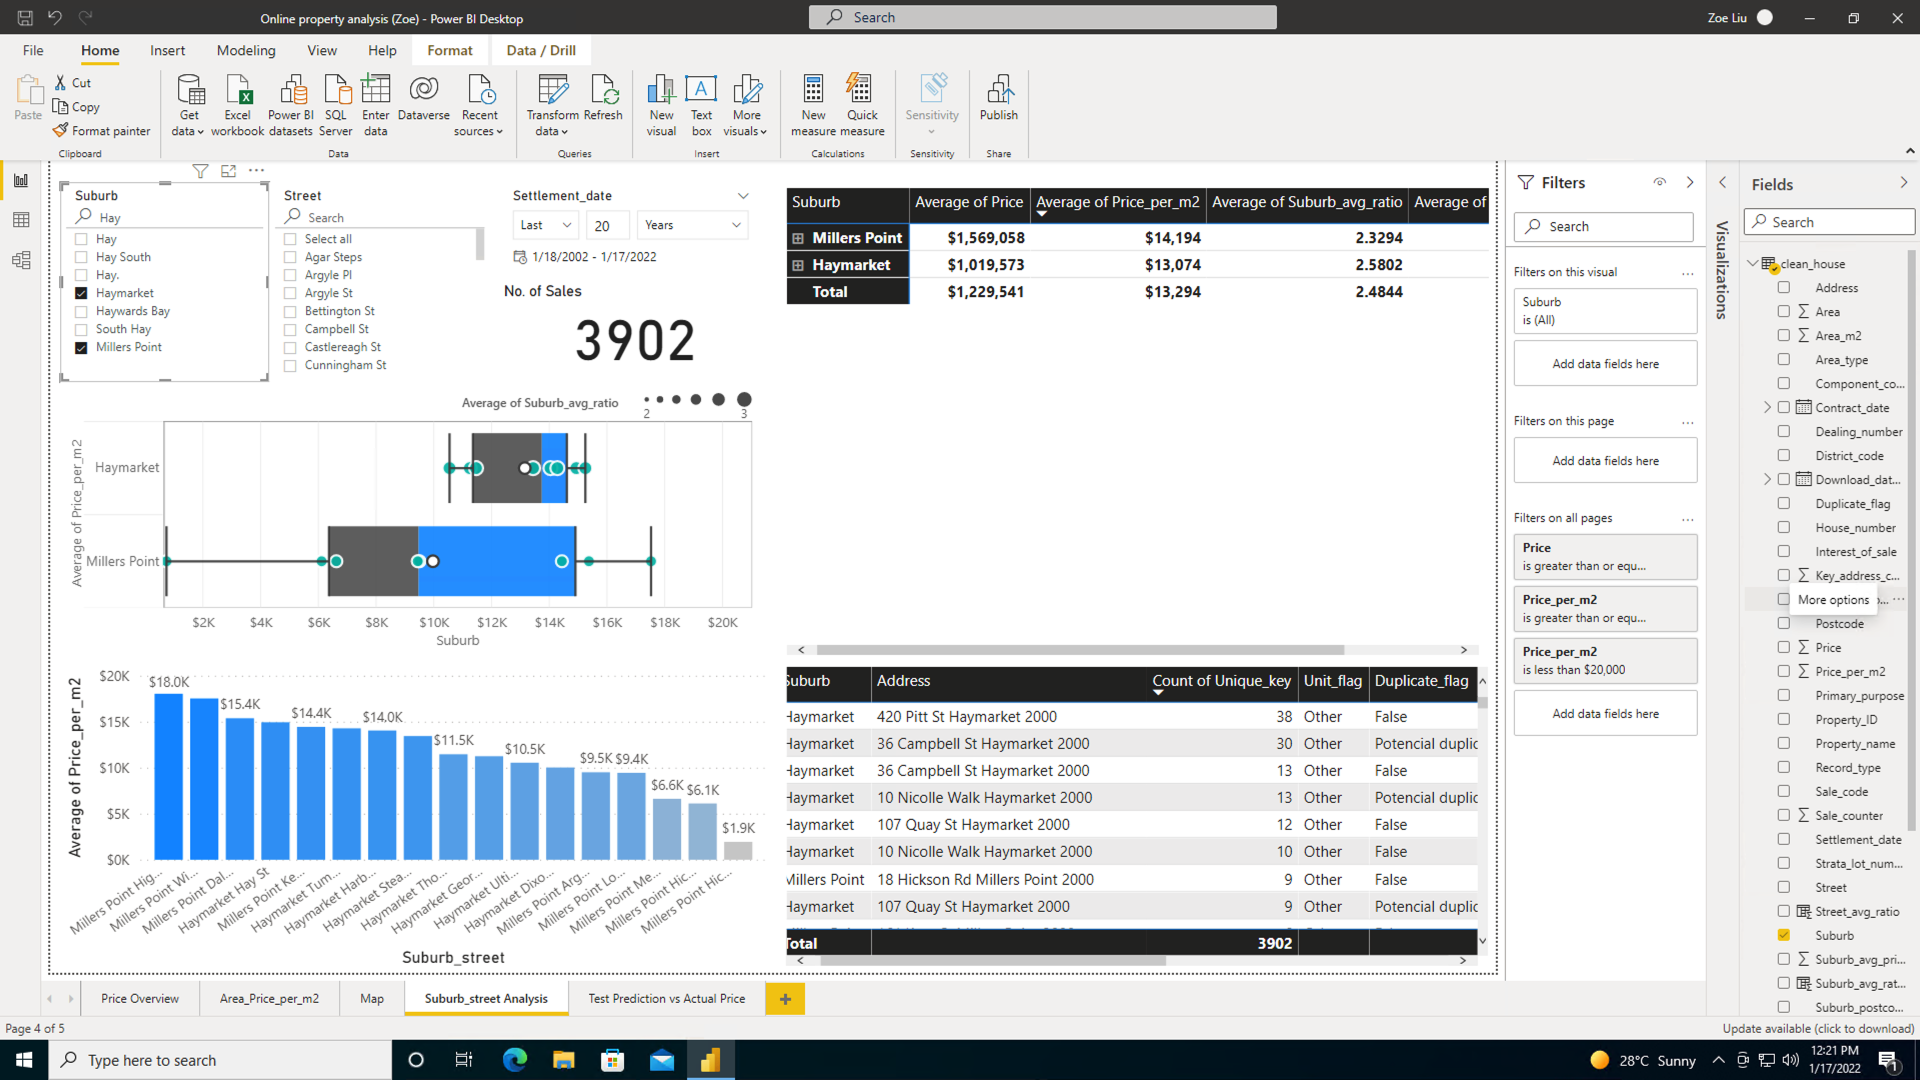 Online property analysis (Zoe) - Power BI Desktop
Search
Zoe Liu
File Home Insert Modeling View Help Format Data / Drill
Paste
Cut
Copy
Format painter
Clipboard
Get data
Excel workbook
Power BI datasets
SQL Server
Enter data
Dataverse
Recent sources
Data
Transform data
Refresh
Queries
New visual
Text box
More visuals
Insert
New measure
Quick measure
Calculations
Sensitivity
Sensitivity
Publish
Share
Suburb
Hay
Hay
Hay South
Hay.
Haymarket
Haywards Bay
South Hay
Millers Point
Street
Search
Select all
Agar Steps
Argyle Pl
Argyle St
Bettington St
Campbell St
Castlereagh St
Cunningham St
Settlement_date
Last 20 Years
1/18/2002 - 1/17/2022
No. of Sales
3902
Suburb Average of Price Average of Price_per_m2 Average of Suburb_avg_ratio Average of
Millers Point $1,569,058 $14,194 2.3294
Haymarket $1,019,573 $13,074 2.5802
Total $1,229,541 $13,294 2.4844
Average of Suburb_avg_ratio
2 3
Average of Price_per_m2
Haymarket
Millers Point
$2K $4K $6K $8K $10K $12K $14K $16K $18K $20K
Suburb
Average of Price_per_m2
$20K
$15K
$10K
$5K
$0K
$18.0K
$15.4K
$14.4K
$14.0K
$11.5K
$10.5K
$9.5K
$9.4K
$6.6K
$6.1K
$1.9K
Millers Point Hig...
Millers Point Wi...
Millers Point Dal...
Haymarket Hay St
Millers Point Ke...
Haymarket Tum...
Haymarket Harb...
Haymarket Stea...
Haymarket Tho...
Haymarket Geor...
Haymarket Ulti...
Haymarket Dixo...
Millers Point Arg...
Millers Point Lo...
Millers Point Me...
Millers Point Hic...
Millers Point Hic...
Suburb_street
Suburb Address Count of Unique_key Unit_flag Duplicate_flag
Haymarket 420 Pitt St Haymarket 2000 38 Other False
Haymarket 36 Campbell St Haymarket 2000 30 Other Potencial duplic
Haymarket 36 Campbell St Haymarket 2000 13 Other False
Haymarket 10 Nicolle Walk Haymarket 2000 13 Other Potencial duplic
Haymarket 107 Quay St Haymarket 2000 12 Other False
Haymarket 10 Nicolle Walk Haymarket 2000 10 Other False
Millers Point 18 Hickson Rd Millers Point 2000 9 Other False
Haymarket 107 Quay St Haymarket 2000 9 Other Potencial duplic
Total 3902
Filters
Search
Filters on this visual ...
Suburb
is (All)
Add data fields here
Filters on this page ...
Add data fields here
Filters on all pages ...
Price
is greater than or equ...
Price_per_m2
is greater than or equ...
Price_per_m2
is less than $20,000
Add data fields here
Visualizations
Fields
Search
clean_house
Address
Area
Area_m2
Area_type
Component_co...
Contract_date
Dealing_number
District_code
Download_dat...
Duplicate_flag
House_number
Interest_of_sale
Key_address_c...
More options
Postcode
Price
Price_per_m2
Primary_purpose
Property_ID
Property_name
Record_type
Sale_code
Sale_counter
Settlement_date
Strata_lot_num...
Street
Street_avg_ratio
Suburb
Suburb_avg_pri...
Suburb_avg_rat...
Suburb_postco...
Price Overview Area_Price_per_m2 Map Suburb_street Analysis Test Prediction vs Actual Price +
Page 4 of 5
Update available (click to download)
Type here to search
28°C Sunny
12:21 PM
1/17/2022
1